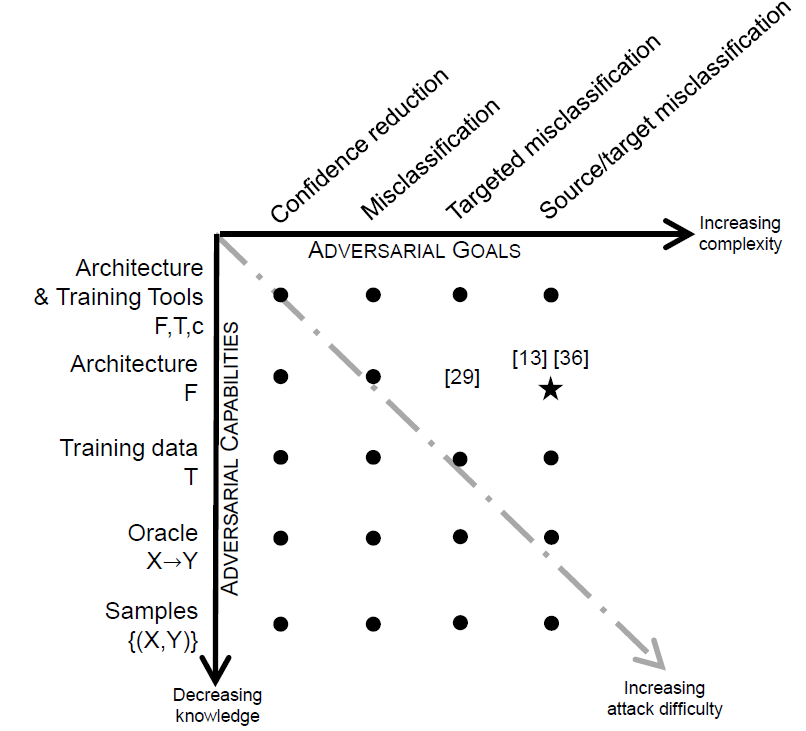 Confidence reduction
Misclassification
Targeted misclassification
Source/target misclassification
Increasing
complexity
ADVERSARIAL GOALS
Architecture
& Training Tools
F,T,c
ADVERSARIAL CAPABILITIES
Architecture
F
[29]
[13] [36]
Training data
T
Oracle
X→Y
Samples
{(X,Y)}
Decreasing
knowledge
Increasing
attack difficulty